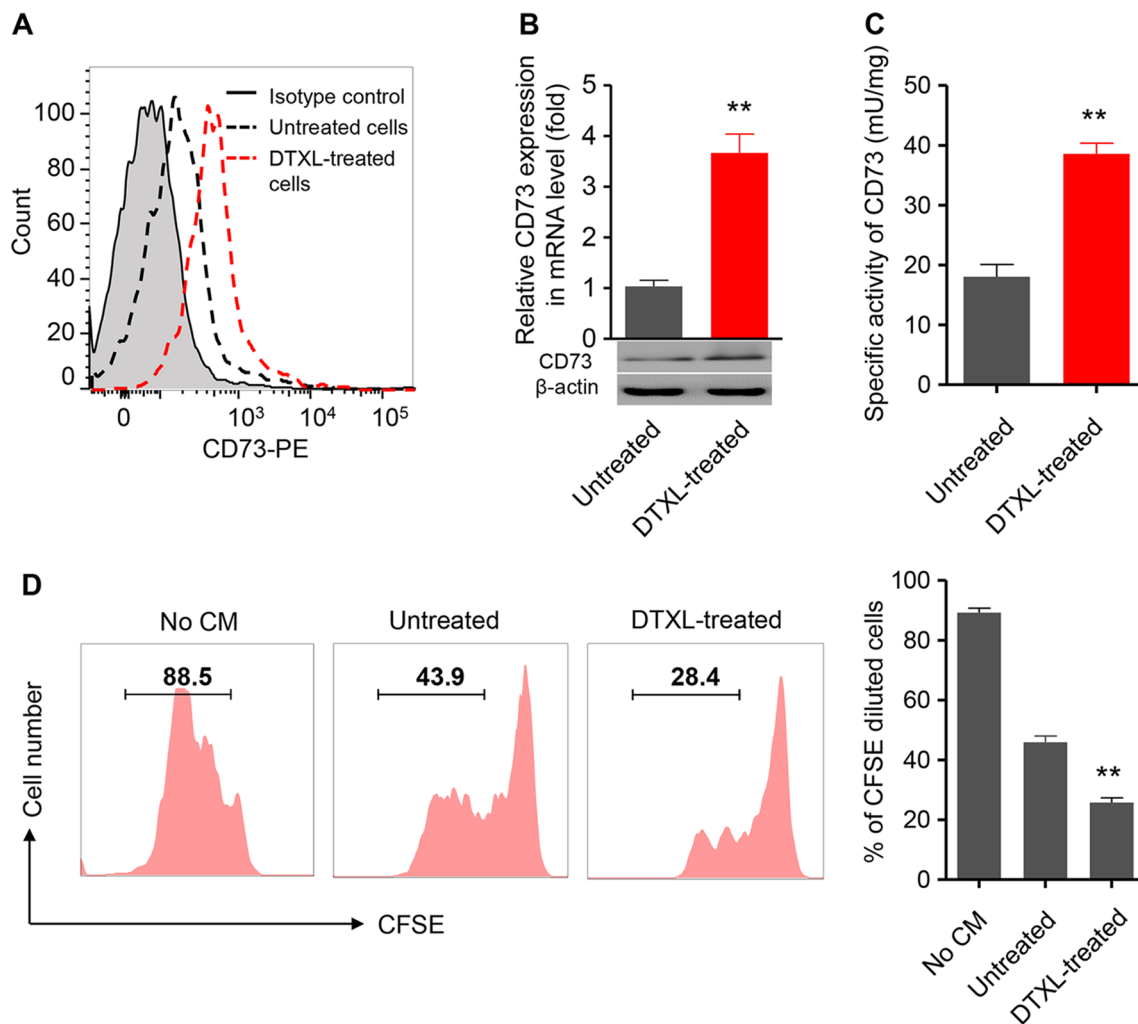 A
Count
100
80
60
40
20
0
Isotype control
Untreated cells
DTXL-treated
cells
0
10³
10⁴
10⁵
CD73-PE
B
Relative CD73 expression
in mRNA level (fold)
5
4
3
2
1
0
**
CD73
β-actin
Untreated
DTXL-treated
C
Specific activity of CD73 (mU/mg)
50
40
30
20
10
0
**
Untreated
DTXL-treated
D
No CM
Untreated
DTXL-treated
88.5
43.9
28.4
Cell number
CFSE
% of CFSE diluted cells
100
80
60
40
20
0
**
No CM
Untreated
DTXL-treated